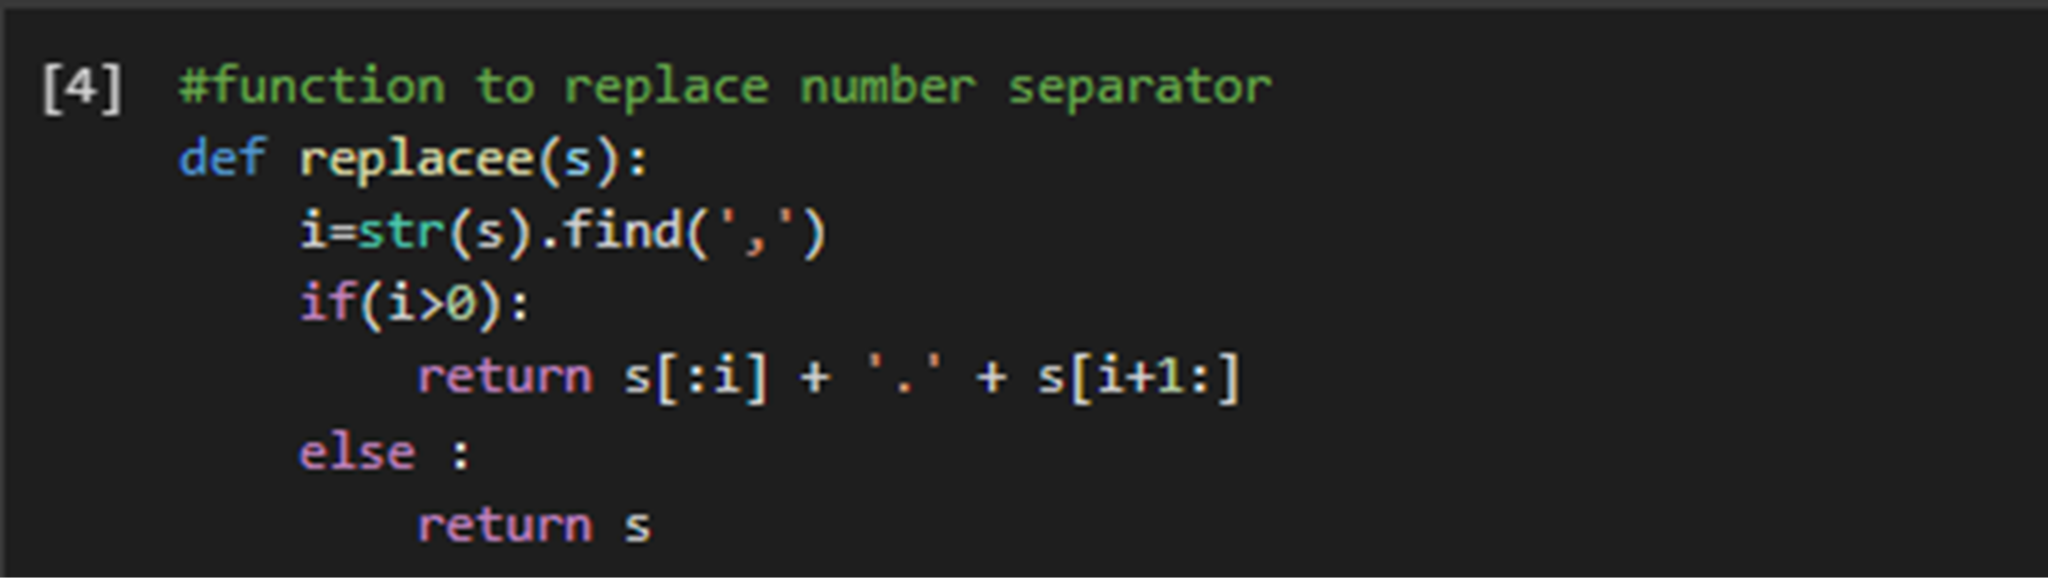 [4] #function to replace number separator
def replacee(s):
    i=str(s).find(',')
    if(i>0):
        return s[:i] + '.' + s[i+1:]
    else :
        return s